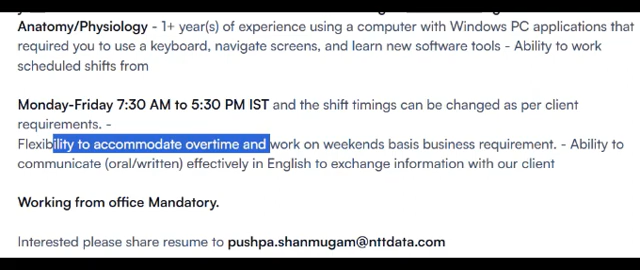 Anatomy/Physiology - 1+ year(s) of experience using a computer with Windows PC applications that
required you to use a keyboard, navigate screens, and learn new software tools - Ability to work
scheduled shifts from
Monday-Friday 7:30 AM to 5:30 PM IST and the shift timings can be changed as per client
requirements. -
Flexibility to accommodate overtime and work on weekends basis business requirement. - Ability to
communicate (oral/written) effectively in English to exchange information with our client
Working from office Mandatory.
Interested please share resume to pushpa.shanmugam@nttdata.com